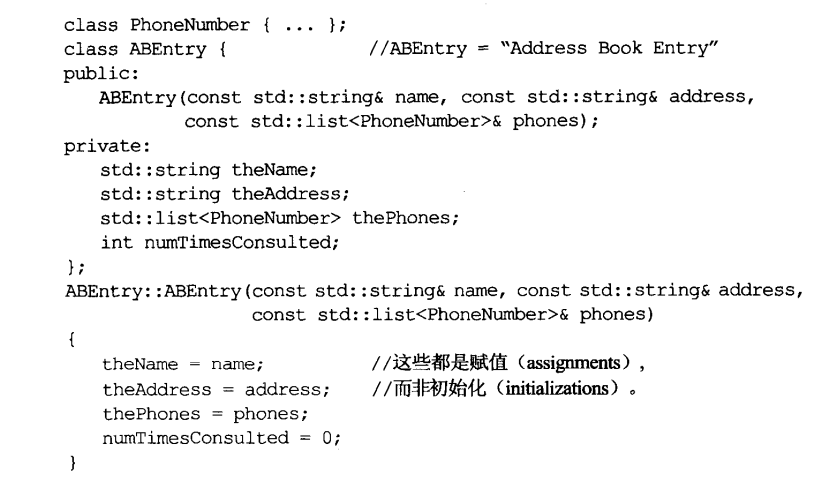 class PhoneNumber { ... };
class ABEntry {                //ABEntry = “Address Book Entry”
public:
    ABEntry(const std::string& name, const std::string& address,
            const std::list<PhoneNumber>& phones);
private:
    std::string theName;
    std::string theAddress;
    std::list<PhoneNumber> thePhones;
    int numTimesConsulted;
};
ABEntry::ABEntry(const std::string& name, const std::string& address,
                 const std::list<PhoneNumber>& phones)
{
    theName = name;            //这些都是赋值（assignments），
    theAddress = address;      //而非初始化（initializations）。
    thePhones = phones;
    numTimesConsulted = 0;
}